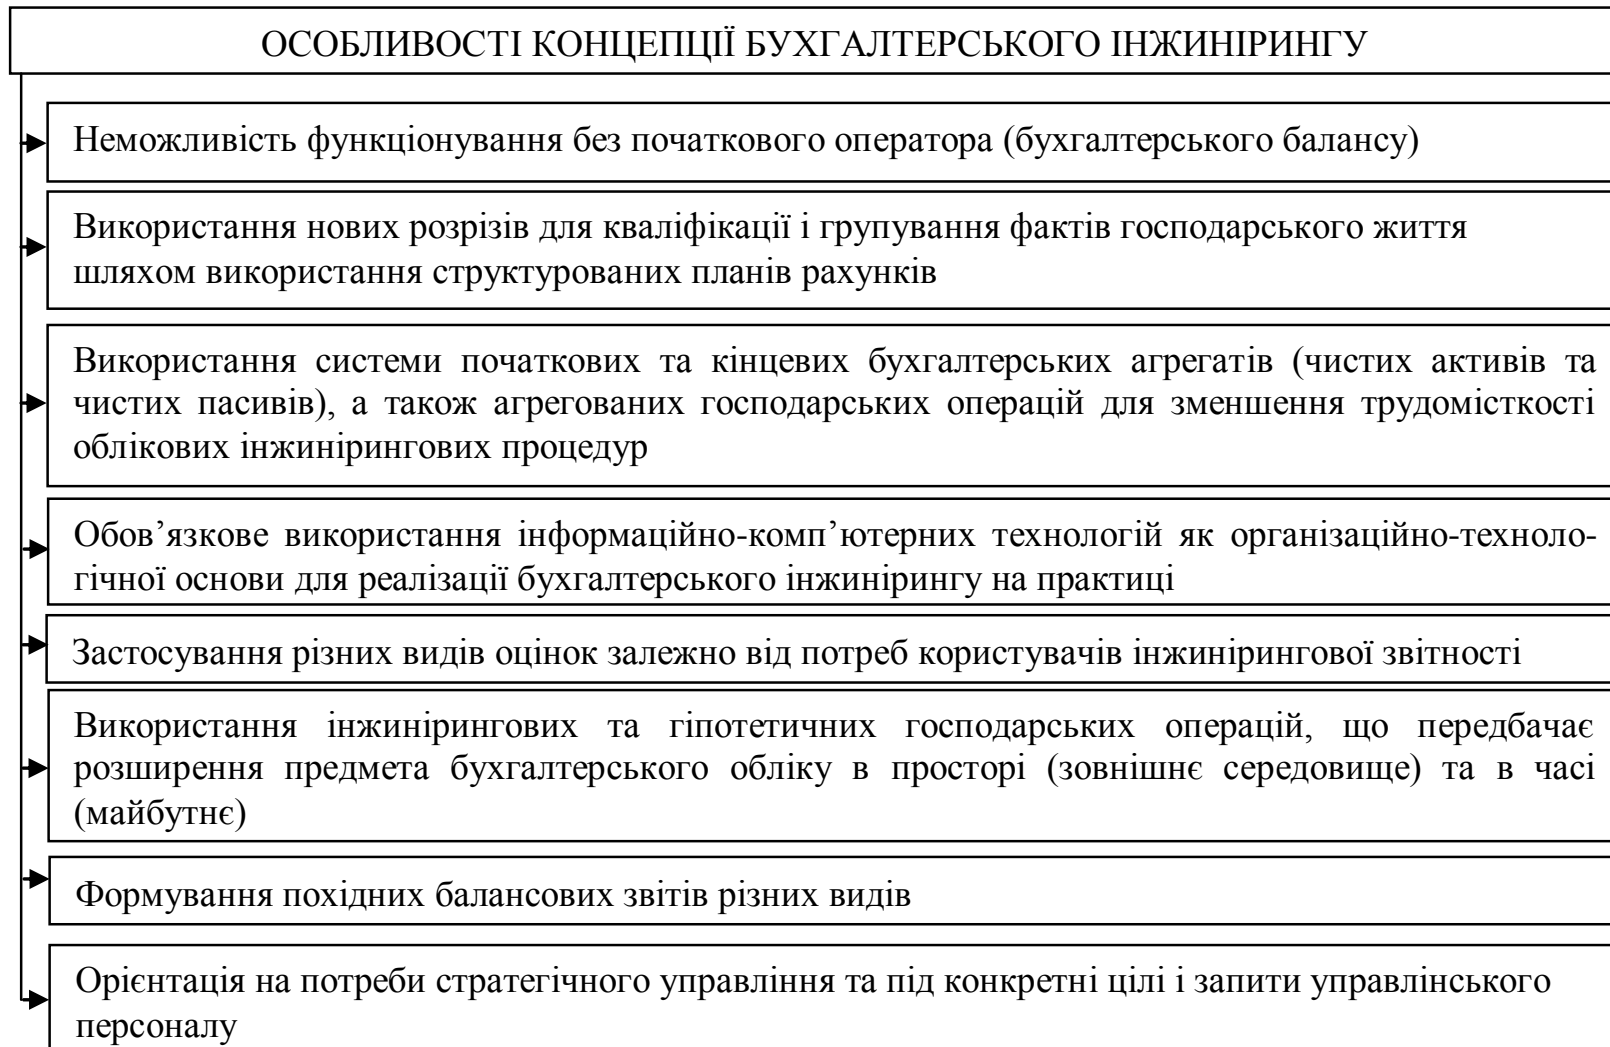 ОСОБЛИВОСТІ КОНЦЕПЦІЇ БУХГАЛТЕРСЬКОГО ІНЖИНІРИНГУ
Неможливість функціонування без початкового оператора (бухгалтерського балансу)
Використання нових розрізів для кваліфікації і групування фактів господарського життя
шляхом використання структурованих планів рахунків
Використання системи початкових та кінцевих бухгалтерських агрегатів (чистих активів та
чистих пасивів), а також агрегованих господарських операцій для зменшення трудомісткості
облікових інжинірингових процедур
Обов’язкове використання інформаційно-комп’ютерних технологій як організаційно-техноло-
гічної основи для реалізації бухгалтерського інжинірингу на практиці
Застосування різних видів оцінок залежно від потреб користувачів інжинірингової звітності
Використання інжинірингових та гіпотетичних господарських операцій, що передбачає
розширення предмета бухгалтерського обліку в просторі (зовнішнє середовище) та в часі
(майбутнє)
Формування похідних балансових звітів різних видів
Орієнтація на потреби стратегічного управління та під конкретні цілі і запити управлінського
персоналу